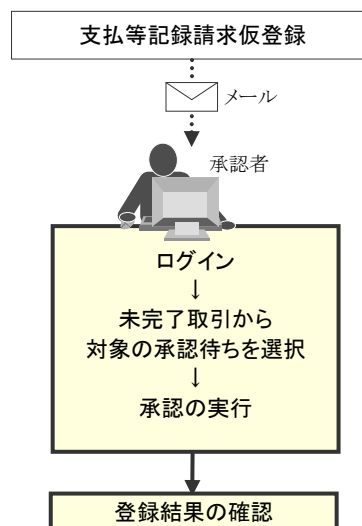 支払等記録請求仮登録
メール
承認者
ログイン
↓
未完了取引から
対象の承認待ちを選択
↓
承認の実行
登録結果の確認